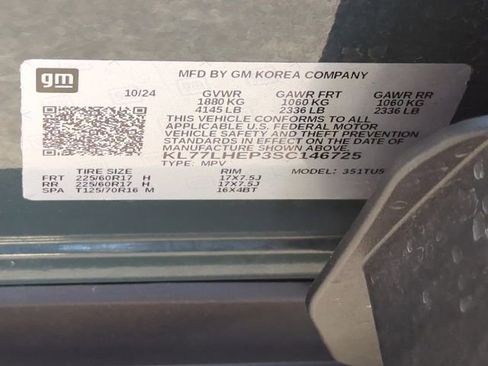 gm
MFD BY GM KOREA COMPANY
10/24 GVWR GAWR FRT GAWR RR
1880 KG 1060 KG 1060 KG
4145 LB 2336 LB 2336 LB
THIS VEHICLE CONFORMS TO ALL
APPLICABLE U.S. FEDERAL MOTOR
VEHICLE SAFETY AND THEFT PREVENTION
STANDARDS IN EFFECT ON THE DATE OF
MANUFACTURE SHOWN ABOVE.
KL77LHEP3SC146725
TYPE: MPV
TIRE SIZE RIM MODEL: 351TU5
FRT 225/60R17 H 17X7.5J
RR 225/60R17 H 17X7.5J
SPA T125/70R16 M 16X4BT